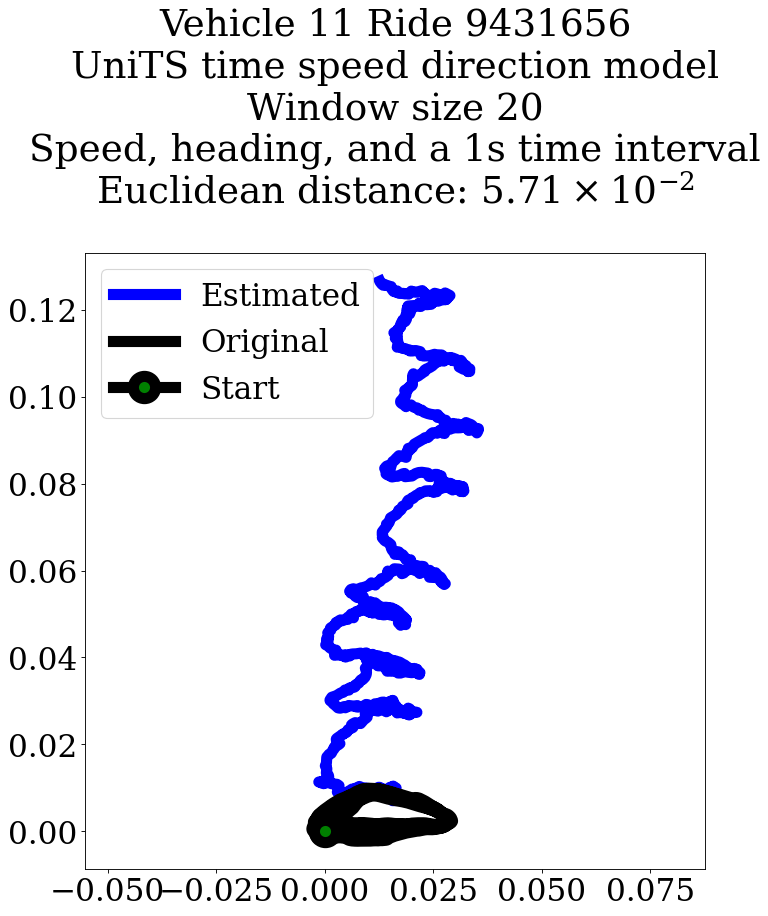 Vehicle 11 Ride 9431656
UniTS time speed direction model
Window size 20
Speed, heading, and a 1s time interval
Euclidean distance: 5.71 × 10⁻²
Estimated
Original
Start
0.12
0.10
0.08
0.06
0.04
0.02
0.00
−0.050 −0.025 0.000 0.025 0.050 0.075